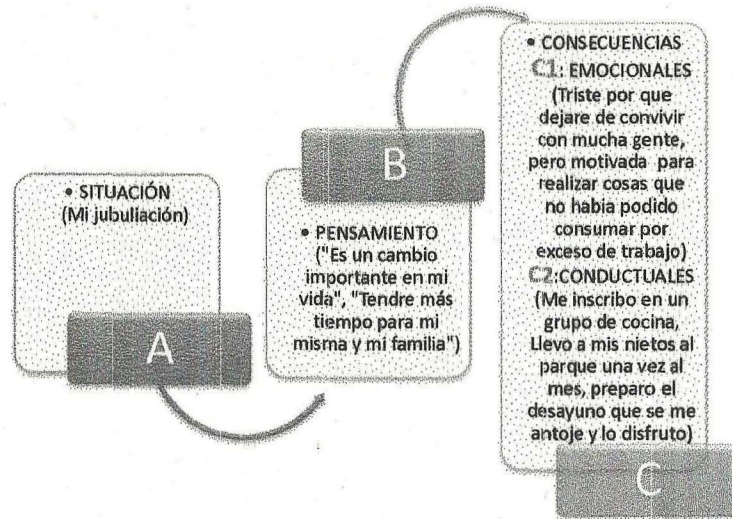 • SITUACIÓN
(Mi jubuliación)
A
B
• PENSAMIENTO
("Es un cambio
importante en mi
vida", "Tendre más
tiempo para mi
misma y mi familia")
• CONSECUENCIAS
C1: EMOCIONALES
(Triste por que
dejare de convivir
con mucha gente,
pero motivada para
realizar cosas que
no habia podido
consumar por
exceso de trabajo)
C2:CONDUCTUALES
(Me inscribo en un
grupo de cocina,
Llevo a mis nietos al
parque una vez al
mes, preparo el
desayuno que se me
antoje y lo disfruto)
C